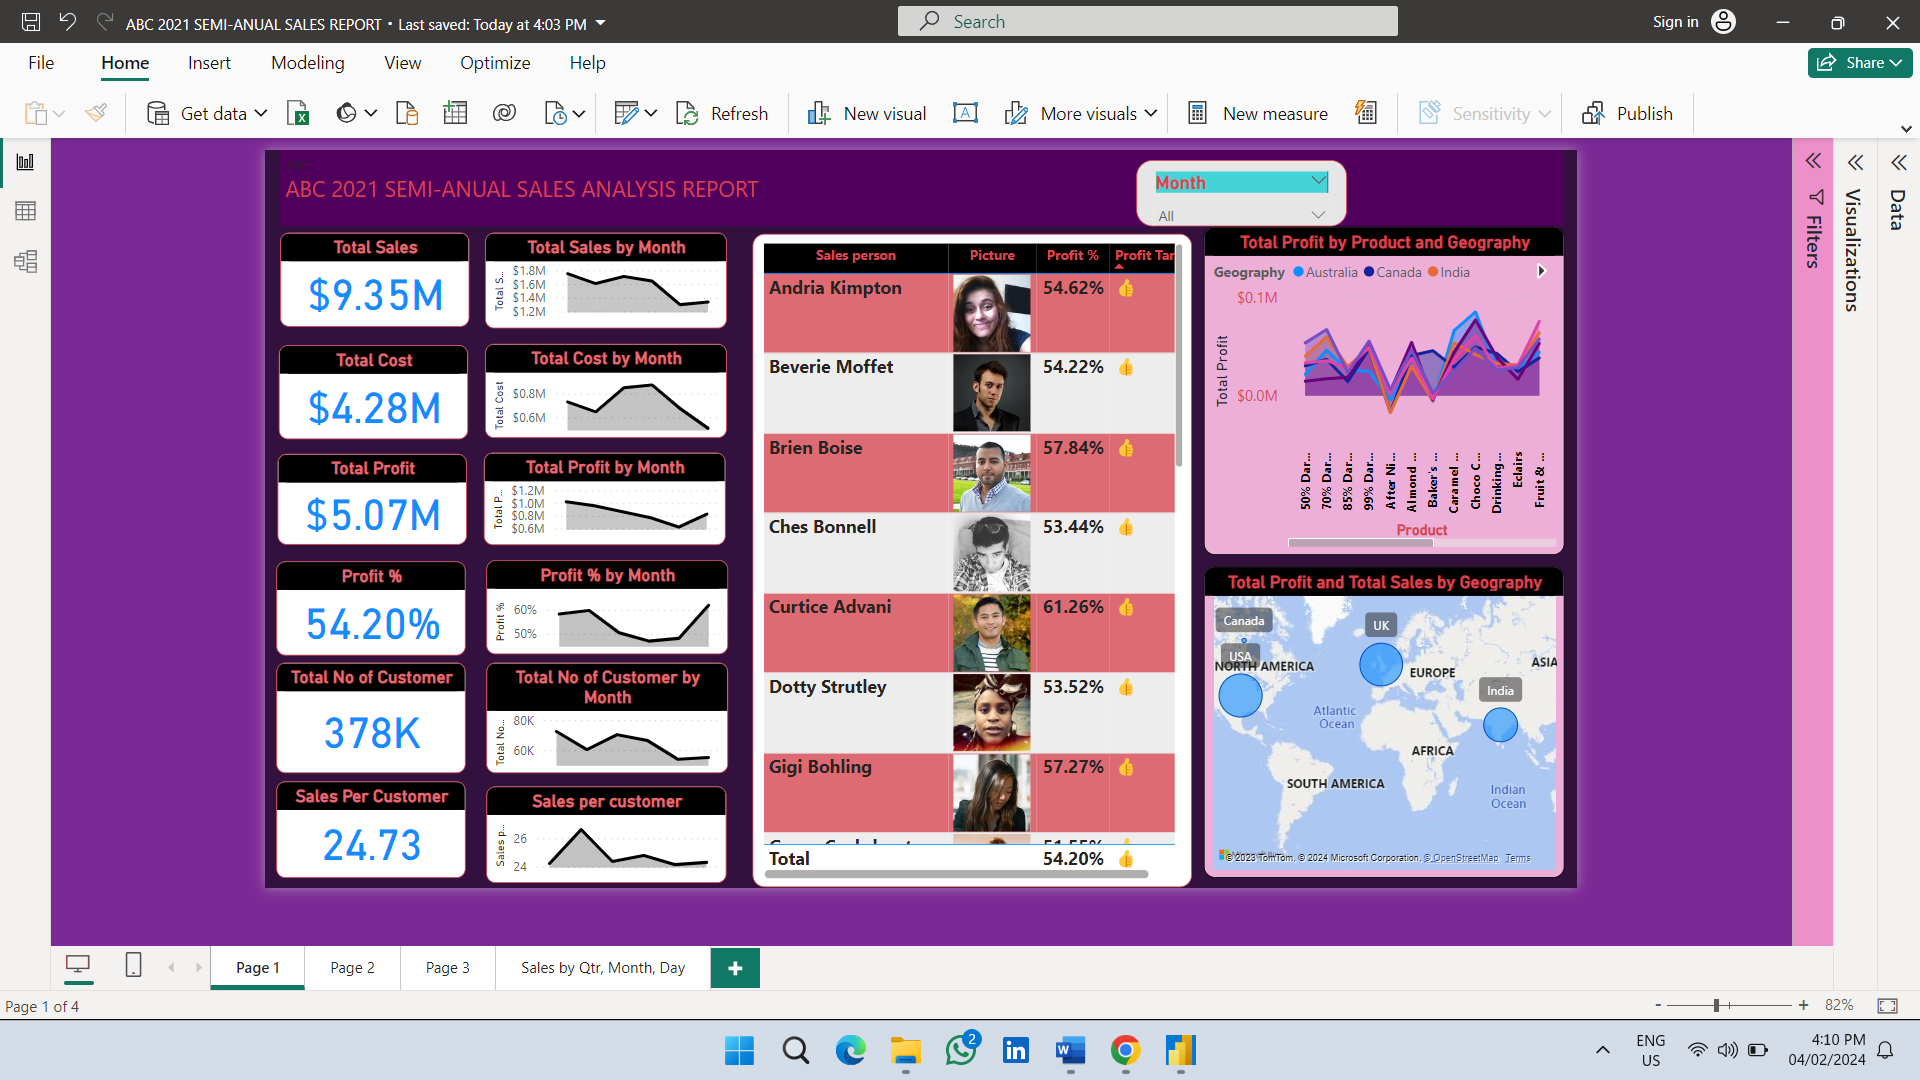 ABC 2021 SEMI-ANUAL SALES REPORT • Last saved: Today at 4:03 PM
Search
Sign in
File
Home
Insert
Modeling
View
Optimize
Help
Share
Get data
Refresh
New visual
More visuals
New measure
Sensitivity
Publish
ABC 2021 SEMI-ANUAL SALES ANALYSIS REPORT
Month
All
Total Sales
$9.35M
Total Cost
$4.28M
Total Profit
$5.07M
Profit %
54.20%
Total No of Customer
378K
Sales Per Customer
24.73
Total Sales by Month
Total S...
$1.8M
$1.6M
$1.4M
$1.2M
Total Cost by Month
Total Cost
$0.8M
$0.6M
Total Profit by Month
Total P...
$1.2M
$1.0M
$0.8M
$0.6M
Profit % by Month
Profit %
60%
50%
Total No of Customer by
Month
Total No...
80K
60K
Sales per customer
Sales p...
26
24
Sales person Picture Profit % Profit Tar
Andria Kimpton 54.62%
Beverie Moffet 54.22%
Brien Boise 57.84%
Ches Bonnell 53.44%
Curtice Advani 61.26%
Dotty Strutley 53.52%
Gigi Bohling 57.27%
Total 54.20%
Total Profit by Product and Geography
Geography Australia Canada India
Total Profit
$0.1M
$0.0M
50% Dar...
70% Dar...
85% Dar...
99% Dar...
After Ni...
Almond ...
Baker's ...
Caramel ...
Choco C...
Drinking...
Eclairs
Fruit & ...
Product
Total Profit and Total Sales by Geography
Canada
UK
USA
NORTH AMERICA
EUROPE
ASIA
India
Atlantic
Ocean
AFRICA
SOUTH AMERICA
Indian
Ocean
© 2023 TomTom, © 2024 Microsoft Corporation, © OpenStreetMap Terms
Filters
Visualizations
Data
Page 1
Page 2
Page 3
Sales by Qtr, Month, Day
Page 1 of 4
- + 82%
2
ENG
US
4:10 PM
04/02/2024